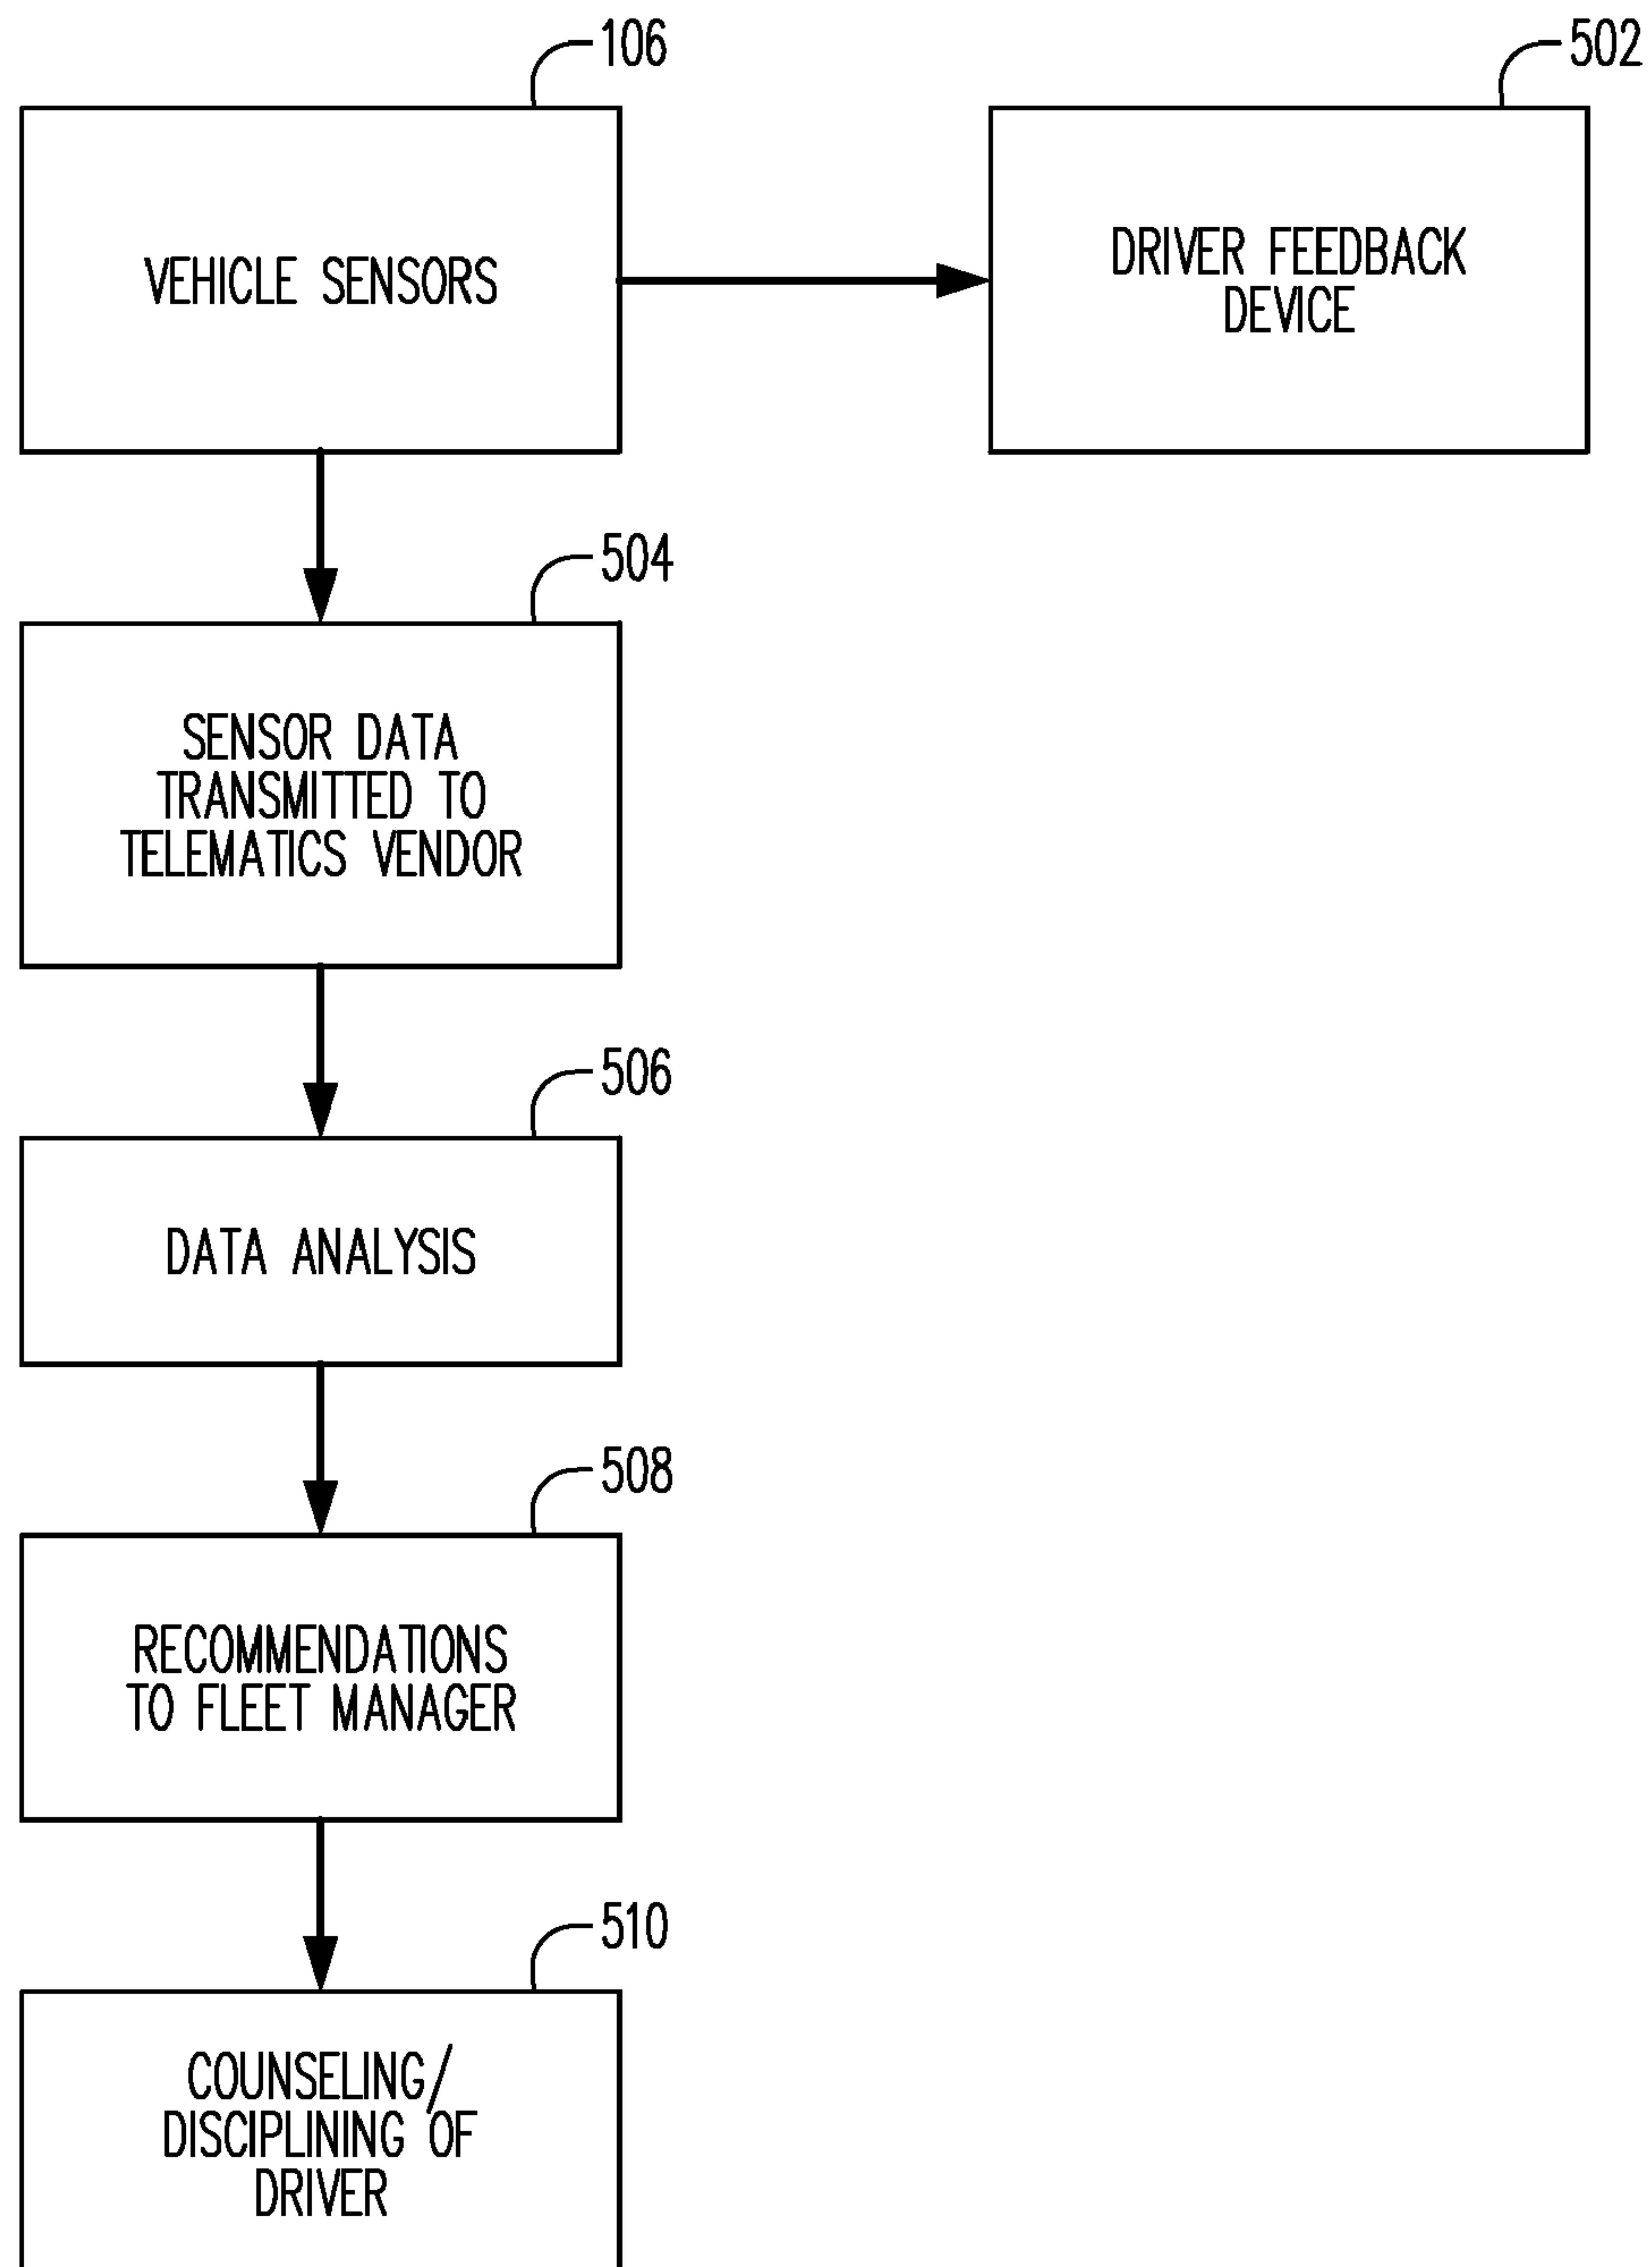 106
502
VEHICLE SENSORS
DRIVER FEEDBACK
DEVICE
504
SENSOR DATA
TRANSMITTED TO
TELEMATICS VENDOR
506
DATA ANALYSIS
508
RECOMMENDATIONS
TO FLEET MANAGER
510
COUNSELING/
DISCIPLINING OF
DRIVER